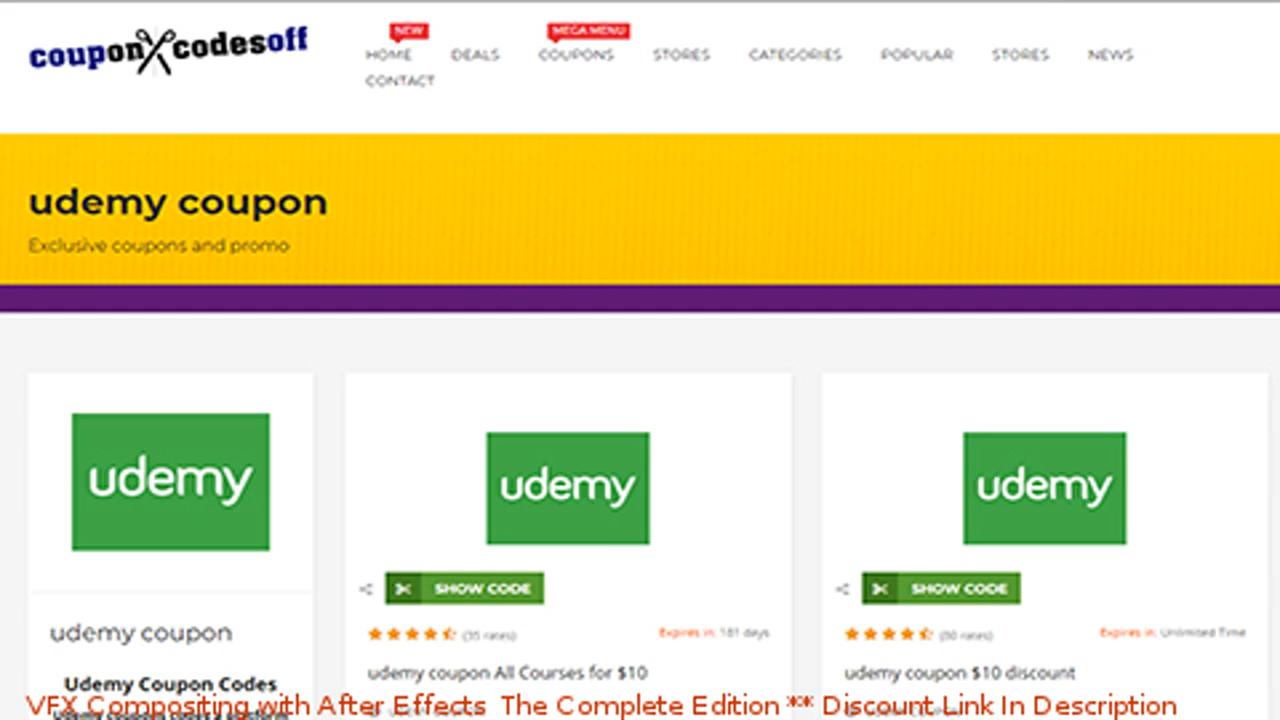 couponcodesoff
NEW
MEGA MENU
HOME DEALS COUPONS STORES CATEGORIES POPULAR STORES NEWS
CONTACT
udemy coupon
Exclusive coupons and promo
udemy
udemy
udemy
SHOW CODE
SHOW CODE
(35 rates)
Expires in: 181 days
(80 rates)
Expires in: Unlimited Time
udemy coupon
udemy coupon All Courses for $10
udemy coupon $10 discount
Udemy Coupon Codes
VFX Compositing with After Effects The Complete Edition ** Discount Link In Description